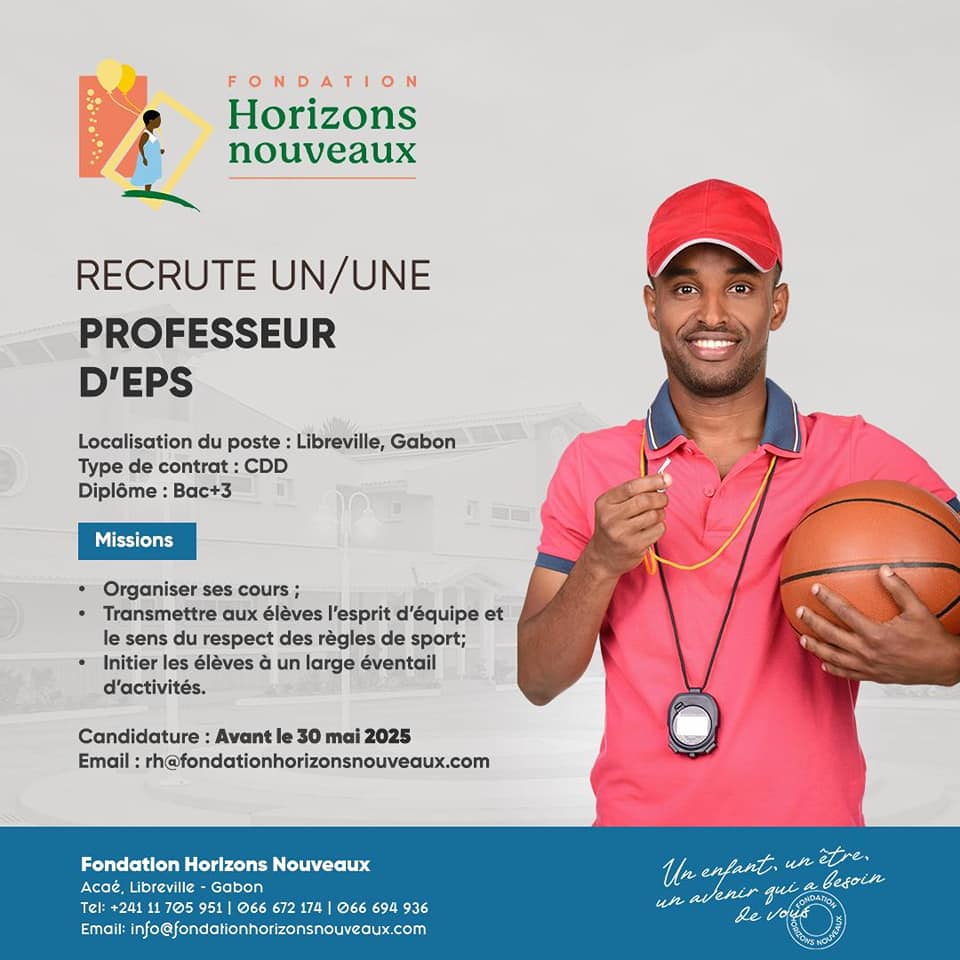 FONDATION
Horizons
nouveaux
RECRUTE UN/UNE
PROFESSEUR
D'EPS
Localisation du poste : Libreville, Gabon
Type de contrat : CDD
Diplôme : Bac+3
Missions
• Organiser ses cours ;
• Transmettre aux élèves l'esprit d'équipe et
le sens du respect des règles de sport;
• Initier les élèves à un large éventail
d'activités.
Candidature : Avant le 30 mai 2025
Email : rh@fondationhorizonsnouveaux.com
Fondation Horizons Nouveaux
Acaé, Libreville - Gabon
Tel: +241 11 705 951 | 066 672 174 | 066 694 936
Email: info@fondationhorizonsnouveaux.com
Un enfant, un être,
un avenir qui a besoin
de vous
FONDATION
HORIZONS NOUVEAUX